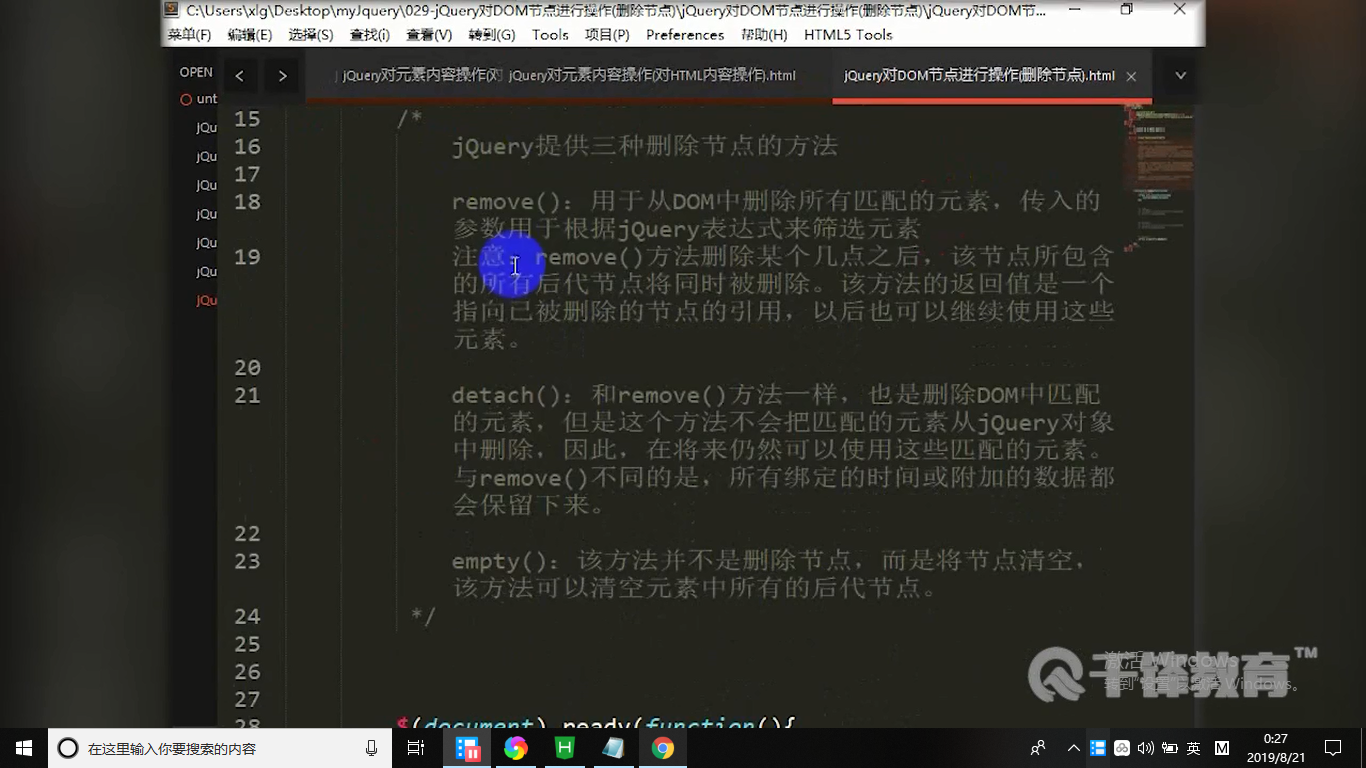 C:\Users\xlg\Desktop\myJquery\029-jQuery对DOM节点进行操作(删除节点)\jQuery对DOM节点进行操作(删除节点)\jQuery对DOM节...
菜单(F) 编辑(E) 选择(S) 查找(i) 查看(V) 转到(G) Tools 项目(P) Preferences 帮助(H) HTML5 Tools
OPEN
jQuery对元素内容操作(对 jQuery对元素内容操作(对HTML内容操作).html jQuery对DOM节点进行操作(删除节点).html
unt
jQu
jQu
jQu
jQu
jQu
jQu
jQu
15 /*
16 jQuery提供三种删除节点的方法
17
18 remove()：用于从DOM中删除所有匹配的元素，传入的
参数用于根据jQuery表达式来筛选元素
19 注意：remove()方法删除某个几点之后，该节点所包含
的所有后代节点将同时被删除。该方法的返回值是一个
指向已被删除的节点的引用，以后也可以继续使用这些
元素。
20
21 detach()：和remove()方法一样，也是删除DOM中匹配
的元素，但是这个方法不会把匹配的元素从jQuery对象
中删除，因此，在将来仍然可以使用这些匹配的元素。
与remove()不同的是，所有绑定的时间或附加的数据都
会保留下来。
22
23 empty()：该方法并不是删除节点，而是将节点清空，
该方法可以清空元素中所有的后代节点。
24 */
25
26
27
28 $(document).ready(function(){
千锋教育™
激活 Windows
转到"设置"以激活 Windows。
在这里输入你要搜索的内容
英
M
0:27
2019/8/21